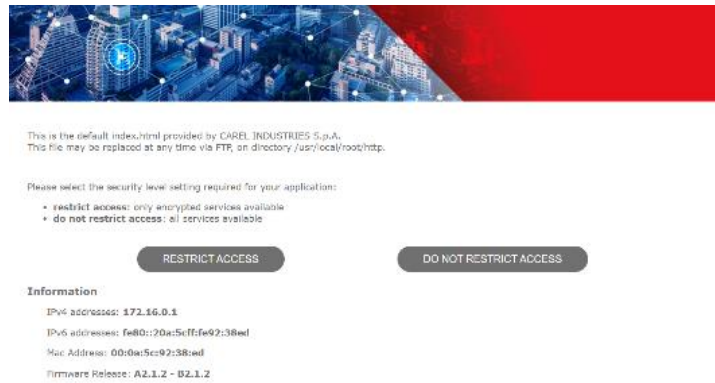 This is the default index.html provided by CAREL INDUSTRIES S.p.A.
This file may be replaced at any time via FTP, on directory /usr/local/root/http.
Please select the security level setting required for your application:
• restrict access: only encrypted services available
• do not restrict access: all services available
RESTRICT ACCESS
DO NOT RESTRICT ACCESS
Information
IPv4 addresses: 172.16.0.1
IPv6 addresses: fe80::20a:5cff:fe92:38ed
Mac Address: 00:0a:5c:92:38:ed
Firmware Release: A2.1.2 - B2.1.2